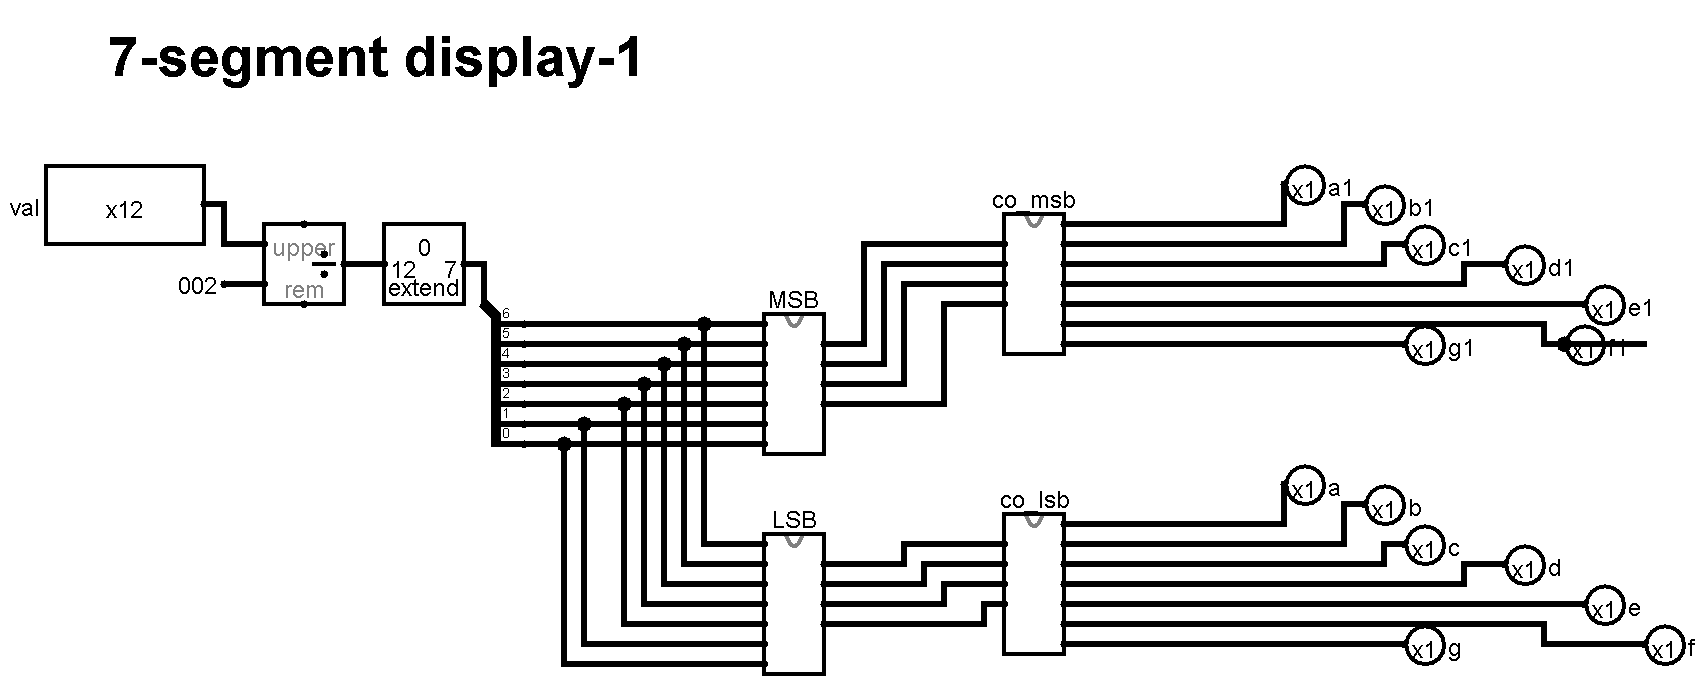 7-segment display-1
val
x12
upper
002
rem
0
12 7
extend
6
5
4
3
2
1
0
MSB
co_msb
x1 a1
x1 b1
x1 c1
x1 d1
x1 e1
x1 f1
x1 g1
LSB
co_lsb
x1 a
x1 b
x1 c
x1 d
x1 e
x1 f
x1 g